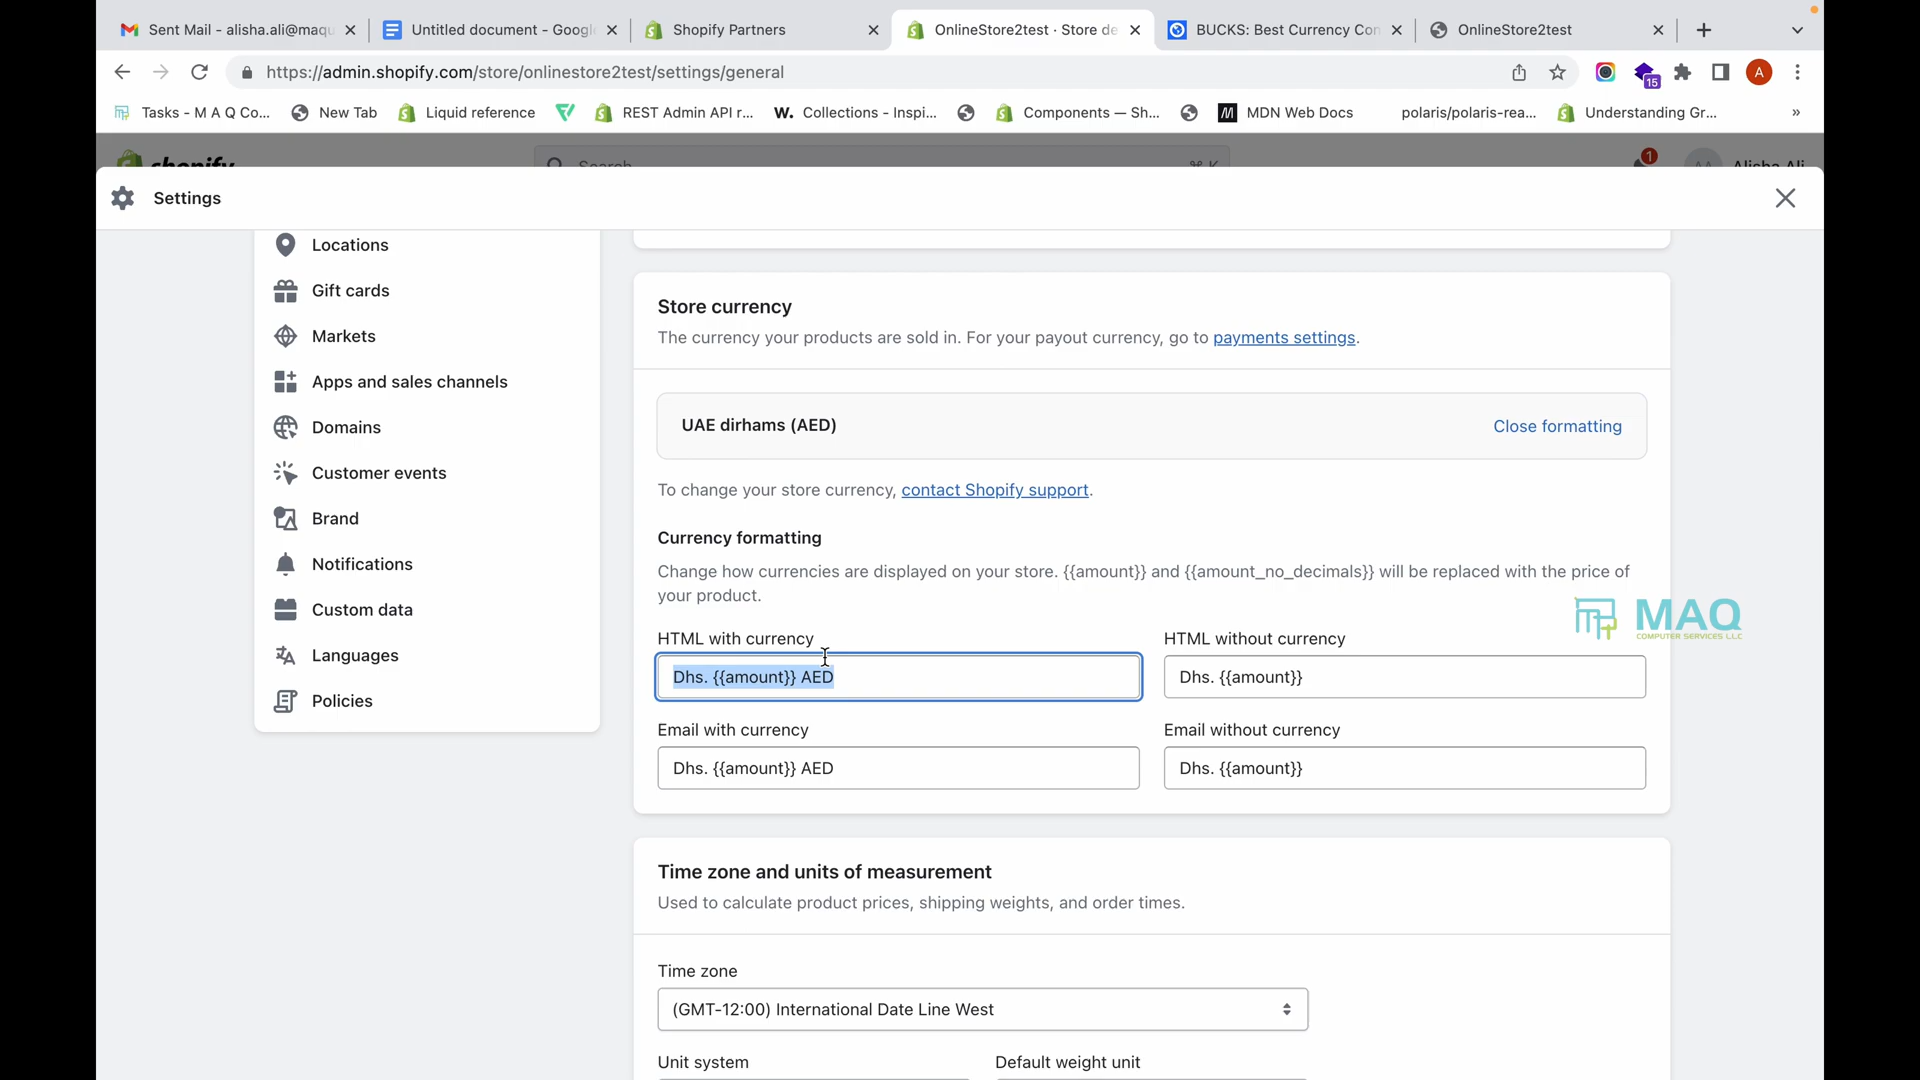 Sent Mail - alisha.ali@maqu
Untitled document - Google
Shopify Partners
OnlineStore2test · Store de
BUCKS: Best Currency Con
OnlineStore2test
https://admin.shopify.com/store/onlinestore2test/settings/general
15
A
Tasks - M A Q Co...
New Tab
Liquid reference
REST Admin API r...
W.
Collections - Inspi...
Components — Sh...
MDN Web Docs
polaris/polaris-rea...
Understanding Gr...
»
shopify
Search
⌘ K
1
AA
Alisha Ali
Settings
Locations
Gift cards
Markets
Apps and sales channels
Domains
Customer events
Brand
Notifications
Custom data
Languages
Policies
Store currency
The currency your products are sold in. For your payout currency, go to payments settings.
UAE dirhams (AED)
Close formatting
To change your store currency, contact Shopify support.
Currency formatting
Change how currencies are displayed on your store. {{amount}} and {{amount_no_decimals}} will be replaced with the price of
your product.
MAQ
COMPUTER SERVICES LLC
HTML with currency
HTML without currency
Dhs. {{amount}} AED
Dhs. {{amount}}
Email with currency
Email without currency
Dhs. {{amount}} AED
Dhs. {{amount}}
Time zone and units of measurement
Used to calculate product prices, shipping weights, and order times.
Time zone
(GMT-12:00) International Date Line West
Unit system
Default weight unit